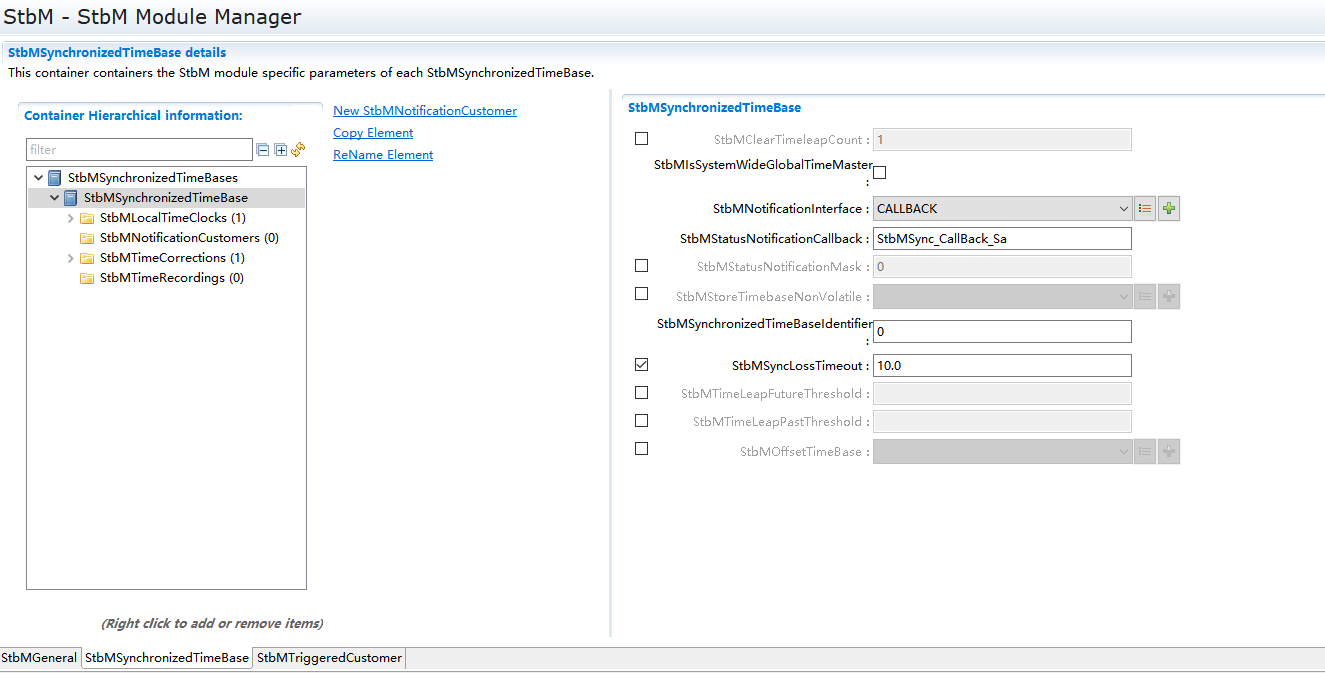 StbM - StbM Module Manager
StbMSynchronizedTimeBase details
This container containers the StbM module specific parameters of each StbMSynchronizedTimeBase.
Container Hierarchical information:
filter
StbMSynchronizedTimeBases
StbMSynchronizedTimeBase
StbMLocalTimeClocks (1)
StbMNotificationCustomers (0)
StbMTimeCorrections (1)
StbMTimeRecordings (0)
(Right click to add or remove items)
New StbMNotificationCustomer
Copy Element
ReName Element
StbMSynchronizedTimeBase
StbMClearTimeleapCount : 1
StbMIsSystemWideGlobalTimeMaster
:
StbMNotificationInterface : CALLBACK
StbMStatusNotificationCallback : StbMSync_CallBack_Sa
StbMStatusNotificationMask : 0
StbMStoreTimebaseNonVolatile :
StbMSynchronizedTimeBaseIdentifier
: 0
StbMSyncLossTimeout : 10.0
StbMTimeLeapFutureThreshold :
StbMTimeLeapPastThreshold :
StbMOffsetTimeBase :
StbMGeneral StbMSynchronizedTimeBase StbMTriggeredCustomer